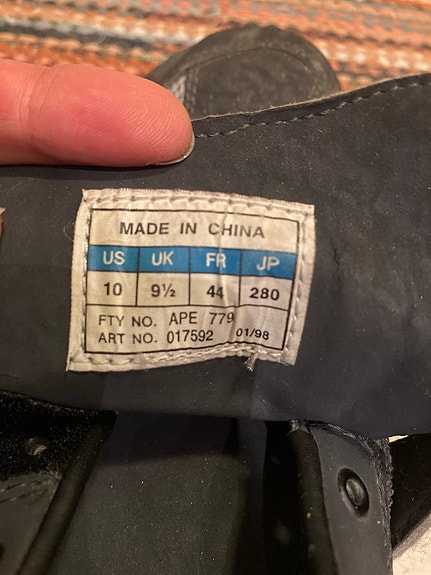 MADE IN CHINA
US UK FR JP
10 9½ 44 280
FTY NO. APE 779
ART NO. 017592 01/98